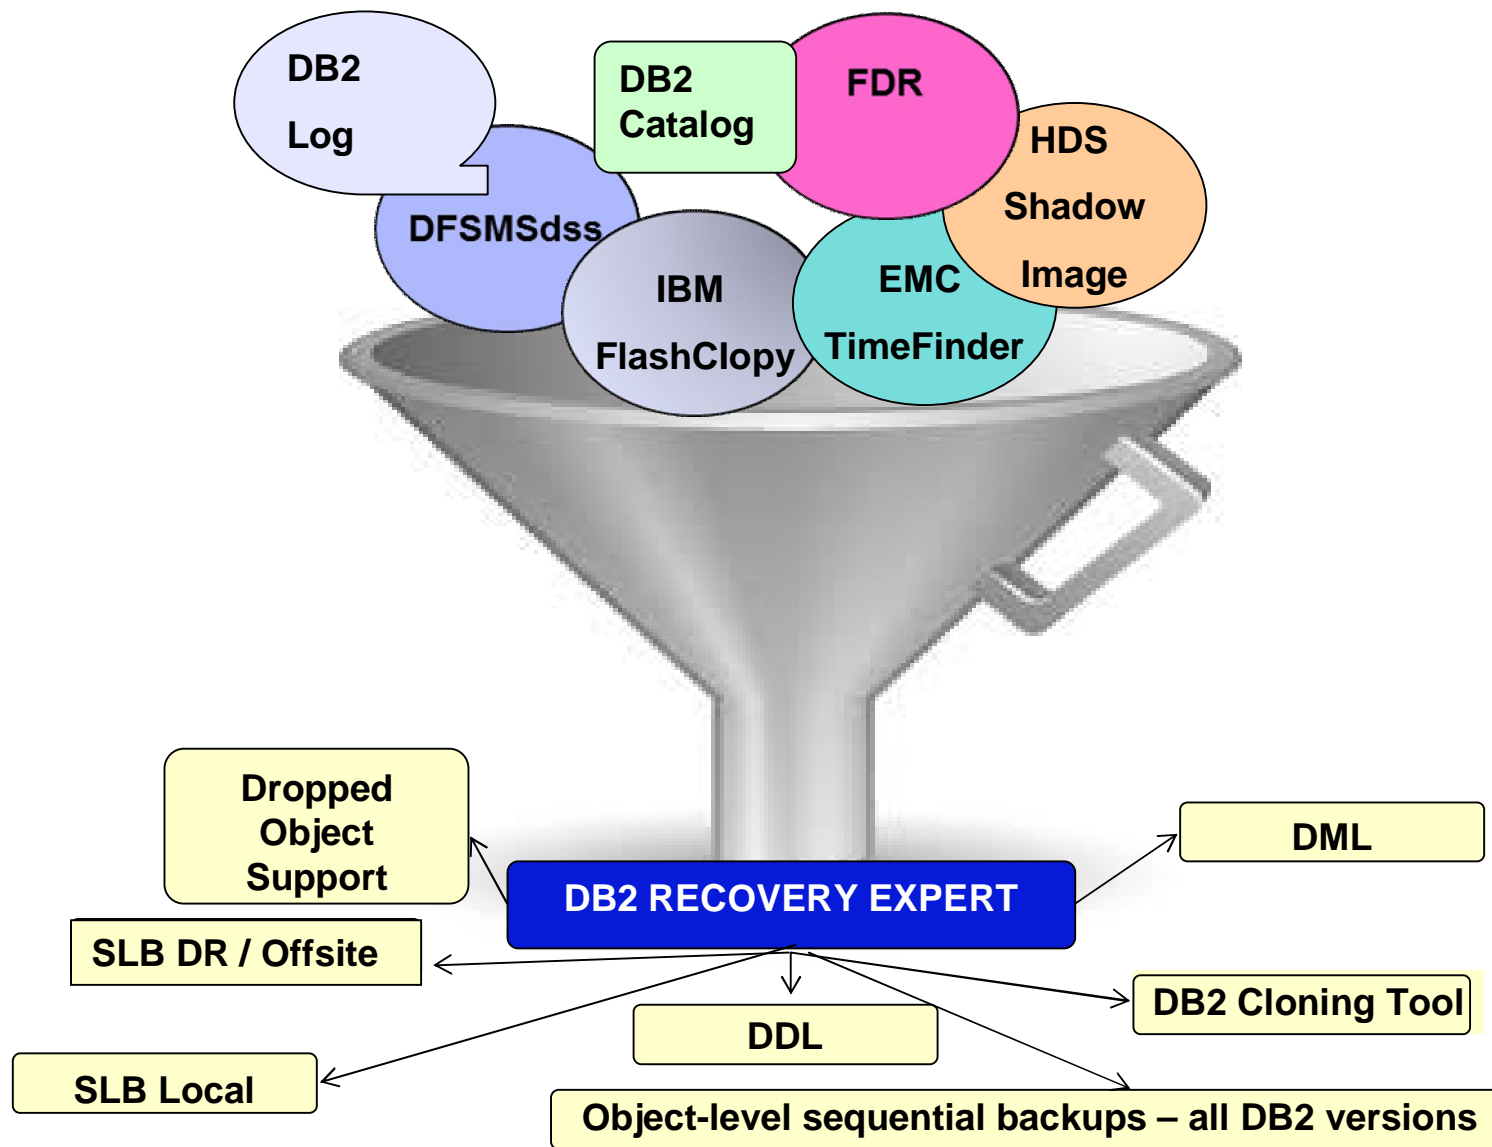 DB2
Log
DB2
Catalog
FDR
HDS
Shadow
Image
DFSMSdss
IBM
FlashClopy
EMC
TimeFinder
Dropped
Object
Support
DML
DB2 RECOVERY EXPERT
SLB DR / Offsite
DB2 Cloning Tool
DDL
SLB Local
Object-level sequential backups – all DB2 versions